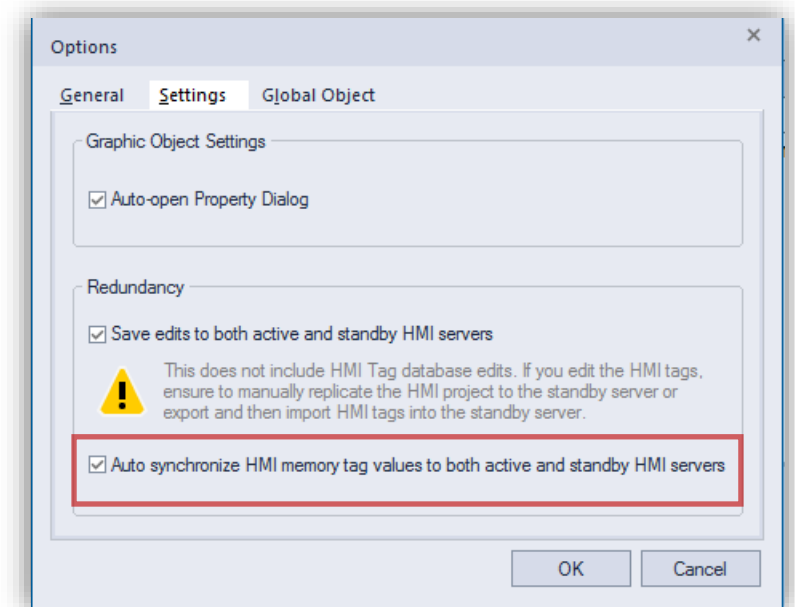 Options
General Settings Global Object
Graphic Object Settings
Auto-open Property Dialog
Redundancy
Save edits to both active and standby HMI servers
This does not include HMI Tag database edits. If you edit the HMI tags,
ensure to manually replicate the HMI project to the standby server or
export and then import HMI tags into the standby server.
Auto synchronize HMI memory tag values to both active and standby HMI servers
OK Cancel